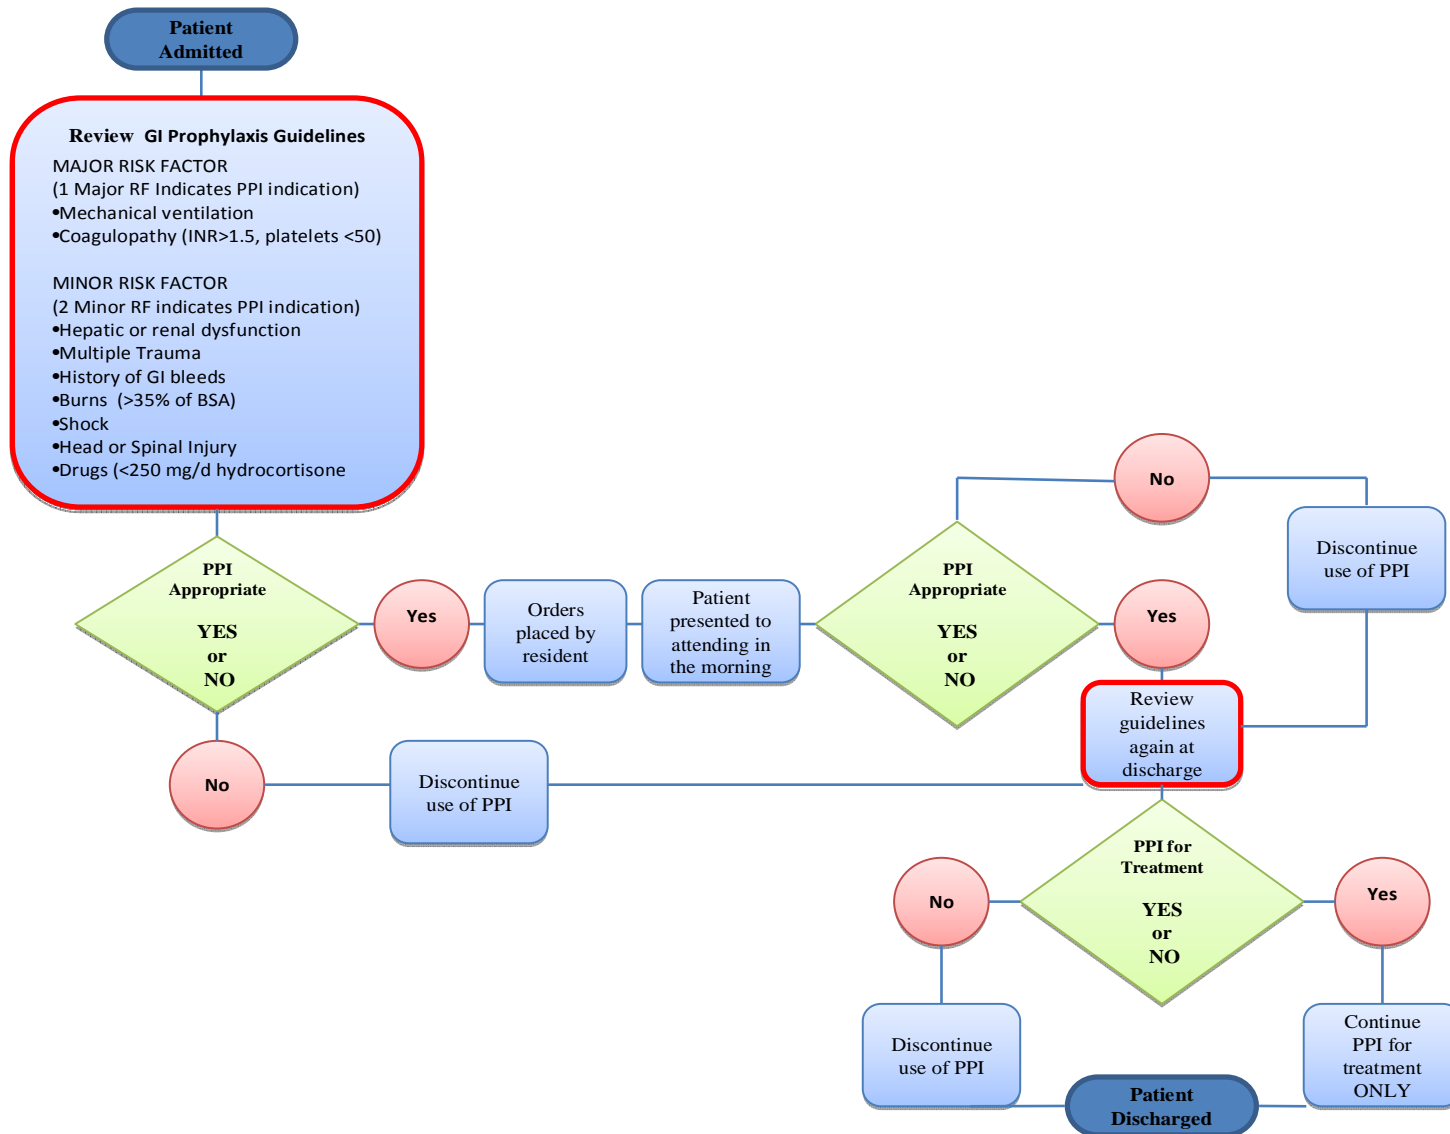 Patient
Admitted
Review GI Prophylaxis Guidelines
MAJOR RISK FACTOR
(1 Major RF Indicates PPI indication)
•Mechanical ventilation
•Coagulopathy (INR>1.5, platelets <50)
MINOR RISK FACTOR
(2 Minor RF indicates PPI indication)
•Hepatic or renal dysfunction
•Multiple Trauma
•History of GI bleeds
•Burns (>35% of BSA)
•Shock
•Head or Spinal Injury
•Drugs (<250 mg/d hydrocortisone
PPI
Appropriate
YES
or
NO
Yes
Orders
placed by
resident
Patient
presented to
attending in
the morning
PPI
Appropriate
YES
or
NO
No
Discontinue
use of PPI
Yes
Review
guidelines
again at
discharge
No
Discontinue
use of PPI
PPI for
Treatment
YES
or
NO
No
Yes
Discontinue
use of PPI
Continue
PPI for
treatment
ONLY
Patient
Discharged